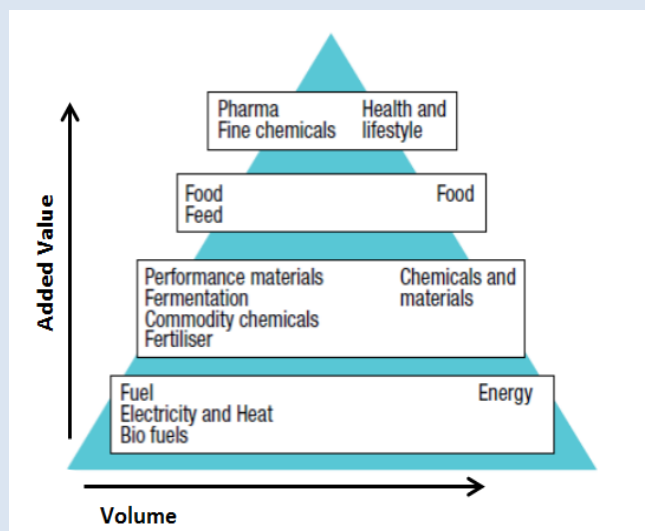 Pharma Health and
Fine chemicals lifestyle
Food Food
Feed
Performance materials Chemicals and
Fermentation materials
Commodity chemicals
Fertiliser
Fuel Energy
Electricity and Heat
Bio fuels
Added Value
Volume